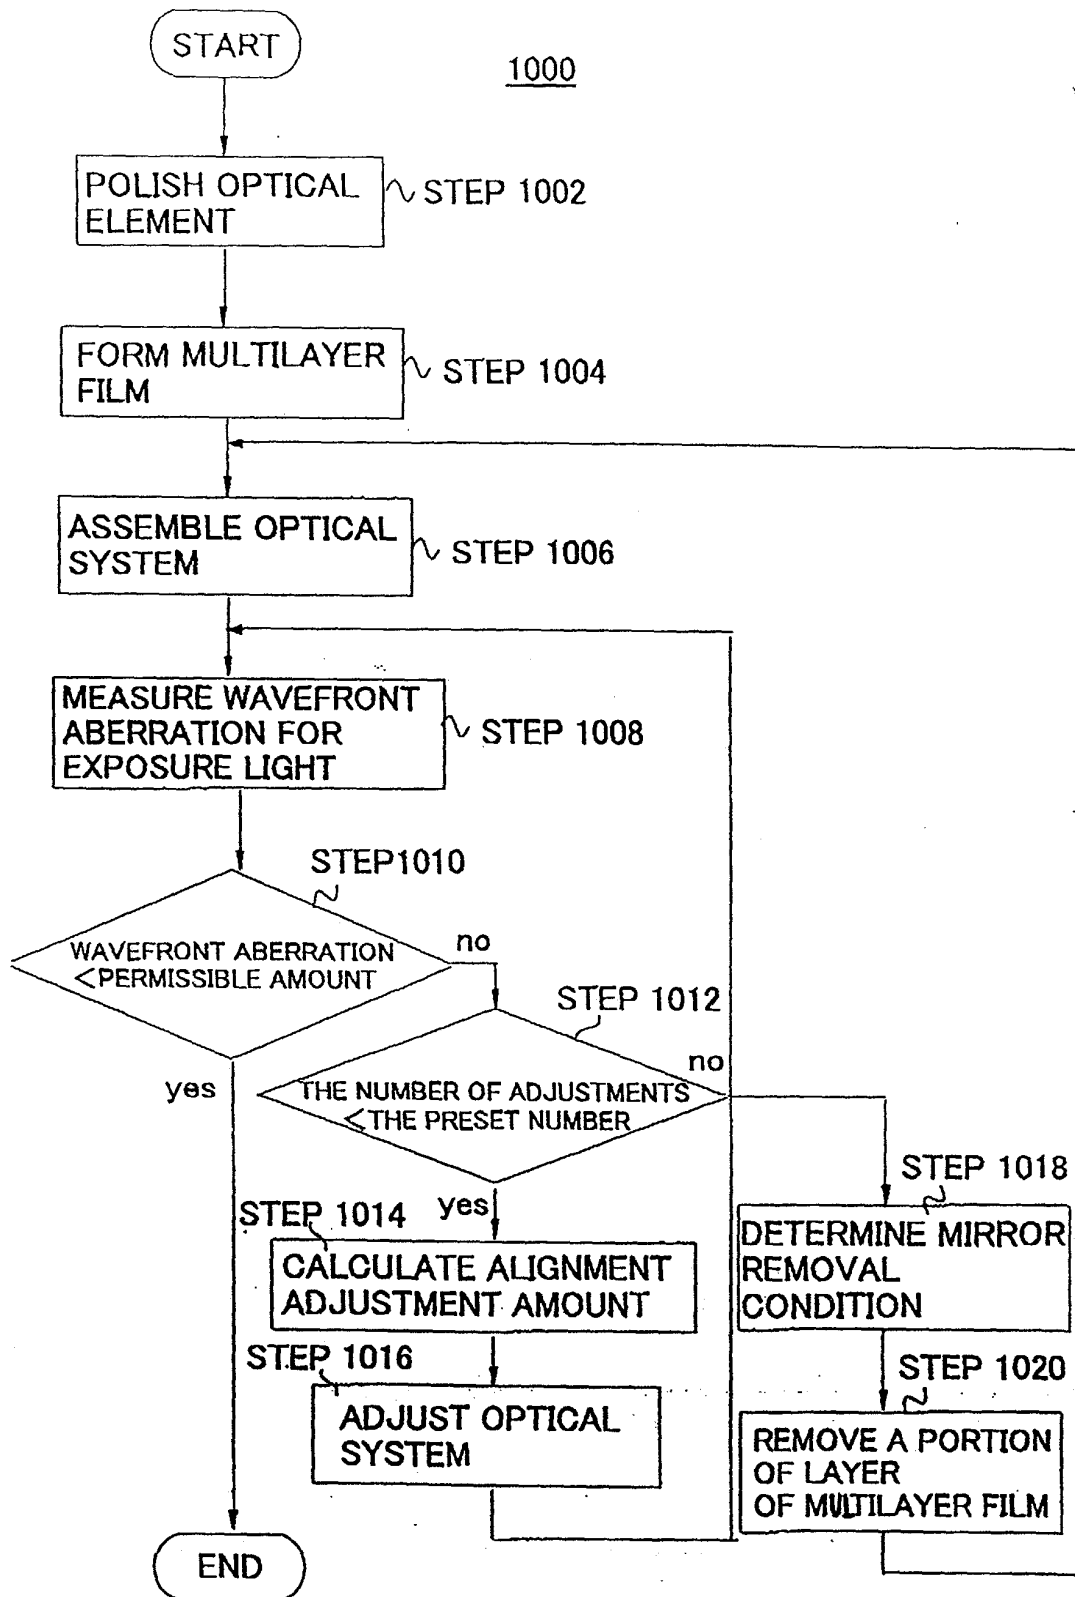 START
1000
POLISH OPTICAL
ELEMENT
STEP 1002
FORM MULTILAYER
FILM
STEP 1004
ASSEMBLE OPTICAL
SYSTEM
STEP 1006
MEASURE WAVEFRONT
ABERRATION FOR
EXPOSURE LIGHT
STEP 1008
STEP1010
WAVEFRONT ABERRATION
<PERMISSIBLE AMOUNT
no
yes
STEP 1012
THE NUMBER OF ADJUSTMENTS
<THE PRESET NUMBER
no
yes
STEP 1014
CALCULATE ALIGNMENT
ADJUSTMENT AMOUNT
STEP 1016
ADJUST OPTICAL
SYSTEM
STEP 1018
DETERMINE MIRROR
REMOVAL
CONDITION
STEP 1020
REMOVE A PORTION
OF LAYER
OF MULTILAYER FILM
END